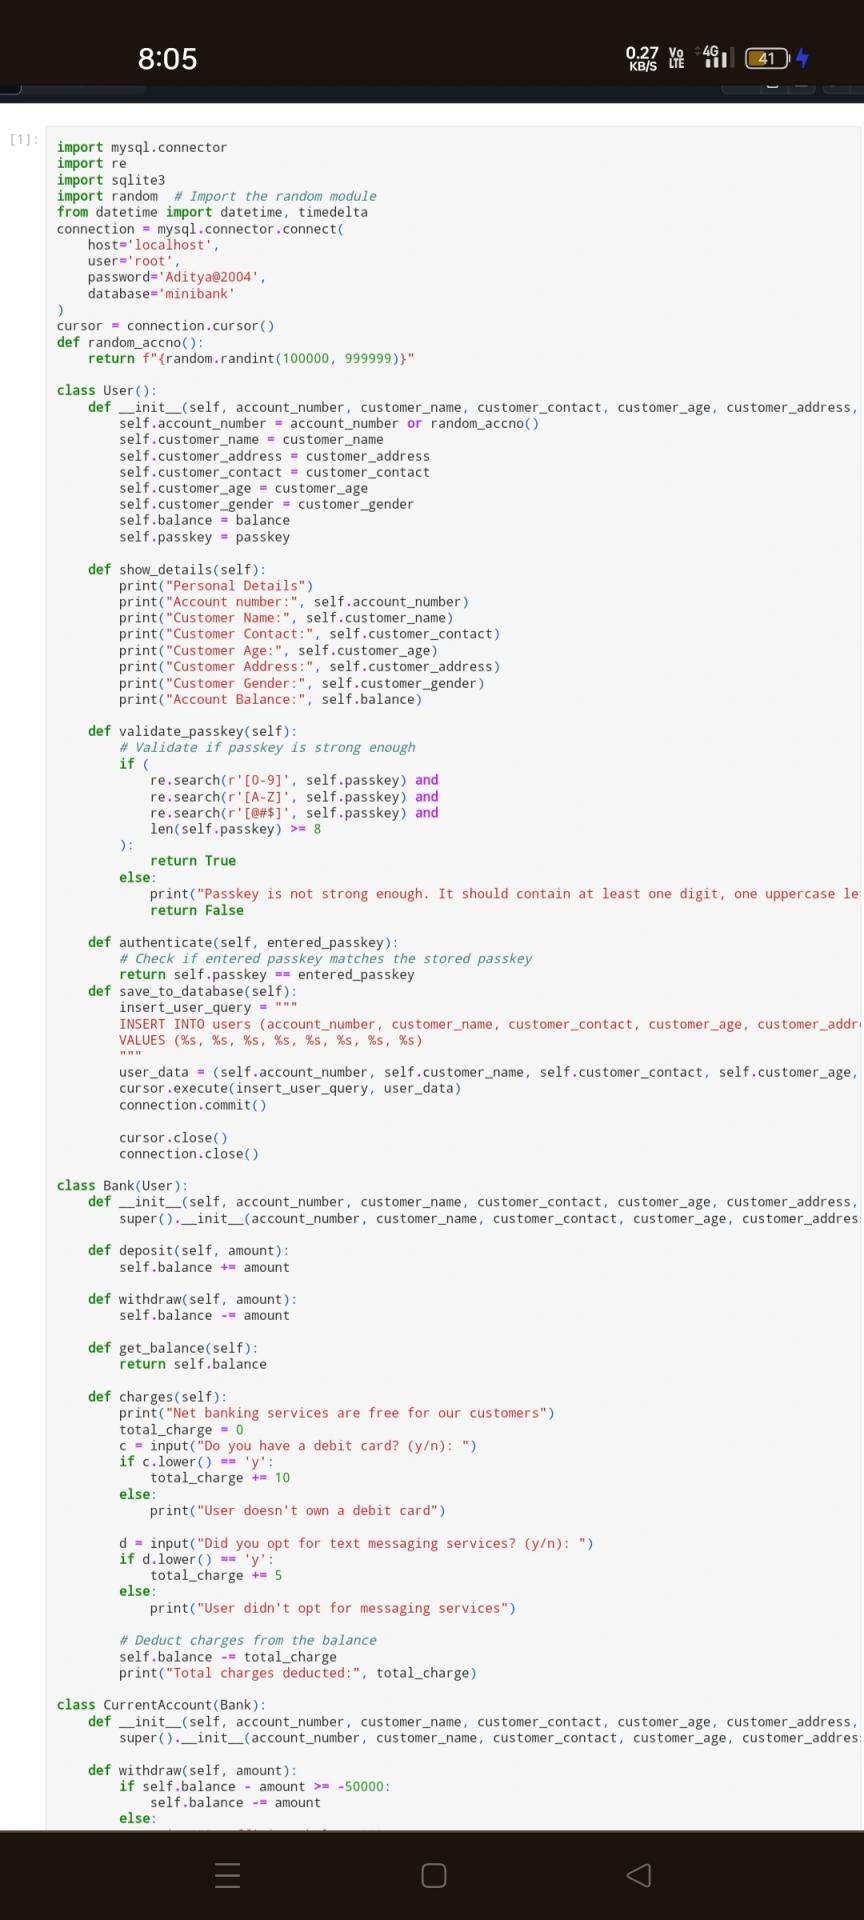 8:05
0.27 KB/S Vo LTE 4G 41
[1]:
import mysql.connector
import re
import sqlite3
import random  # Import the random module
from datetime import datetime, timedelta
connection = mysql.connector.connect(
    host='localhost',
    user='root',
    password='Aditya@2004',
    database='minibank'
)
cursor = connection.cursor()
def random_accno():
    return f"{random.randint(100000, 999999)}"
class User():
    def __init__(self, account_number, customer_name, customer_contact, customer_age, customer_address,
        self.account_number = account_number or random_accno()
        self.customer_name = customer_name
        self.customer_address = customer_address
        self.customer_contact = customer_contact
        self.customer_age = customer_age
        self.customer_gender = customer_gender
        self.balance = balance
        self.passkey = passkey
    def show_details(self):
        print("Personal Details")
        print("Account number:", self.account_number)
        print("Customer Name:", self.customer_name)
        print("Customer Contact:", self.customer_contact)
        print("Customer Age:", self.customer_age)
        print("Customer Address:", self.customer_address)
        print("Customer Gender:", self.customer_gender)
        print("Account Balance:", self.balance)
    def validate_passkey(self):
        # Validate if passkey is strong enough
        if (
            re.search(r'[0-9]', self.passkey) and
            re.search(r'[A-Z]', self.passkey) and
            re.search(r'[@#$]', self.passkey) and
            len(self.passkey) >= 8
        ):
            return True
        else:
            print("Passkey is not strong enough. It should contain at least one digit, one uppercase le
            return False
    def authenticate(self, entered_passkey):
        # Check if entered passkey matches the stored passkey
        return self.passkey == entered_passkey
    def save_to_database(self):
        insert_user_query = """
        INSERT INTO users (account_number, customer_name, customer_contact, customer_age, customer_addr
        VALUES (%s, %s, %s, %s, %s, %s, %s, %s)
        """
        user_data = (self.account_number, self.customer_name, self.customer_contact, self.customer_age,
        cursor.execute(insert_user_query, user_data)
        connection.commit()
        cursor.close()
        connection.close()
class Bank(User):
    def __init__(self, account_number, customer_name, customer_contact, customer_age, customer_address,
        super().__init__(account_number, customer_name, customer_contact, customer_age, customer_addres
    def deposit(self, amount):
        self.balance += amount
    def withdraw(self, amount):
        self.balance -= amount
    def get_balance(self):
        return self.balance
    def charges(self):
        print("Net banking services are free for our customers")
        total_charge = 0
        c = input("Do you have a debit card? (y/n): ")
        if c.lower() == 'y':
            total_charge += 10
        else:
            print("User doesn't own a debit card")
        d = input("Did you opt for text messaging services? (y/n): ")
        if d.lower() == 'y':
            total_charge += 5
        else:
            print("User didn't opt for messaging services")
        # Deduct charges from the balance
        self.balance -= total_charge
        print("Total charges deducted:", total_charge)
class CurrentAccount(Bank):
    def __init__(self, account_number, customer_name, customer_contact, customer_age, customer_address,
        super().__init__(account_number, customer_name, customer_contact, customer_age, customer_addres
    def withdraw(self, amount):
        if self.balance - amount >= -50000:
            self.balance -= amount
        else: